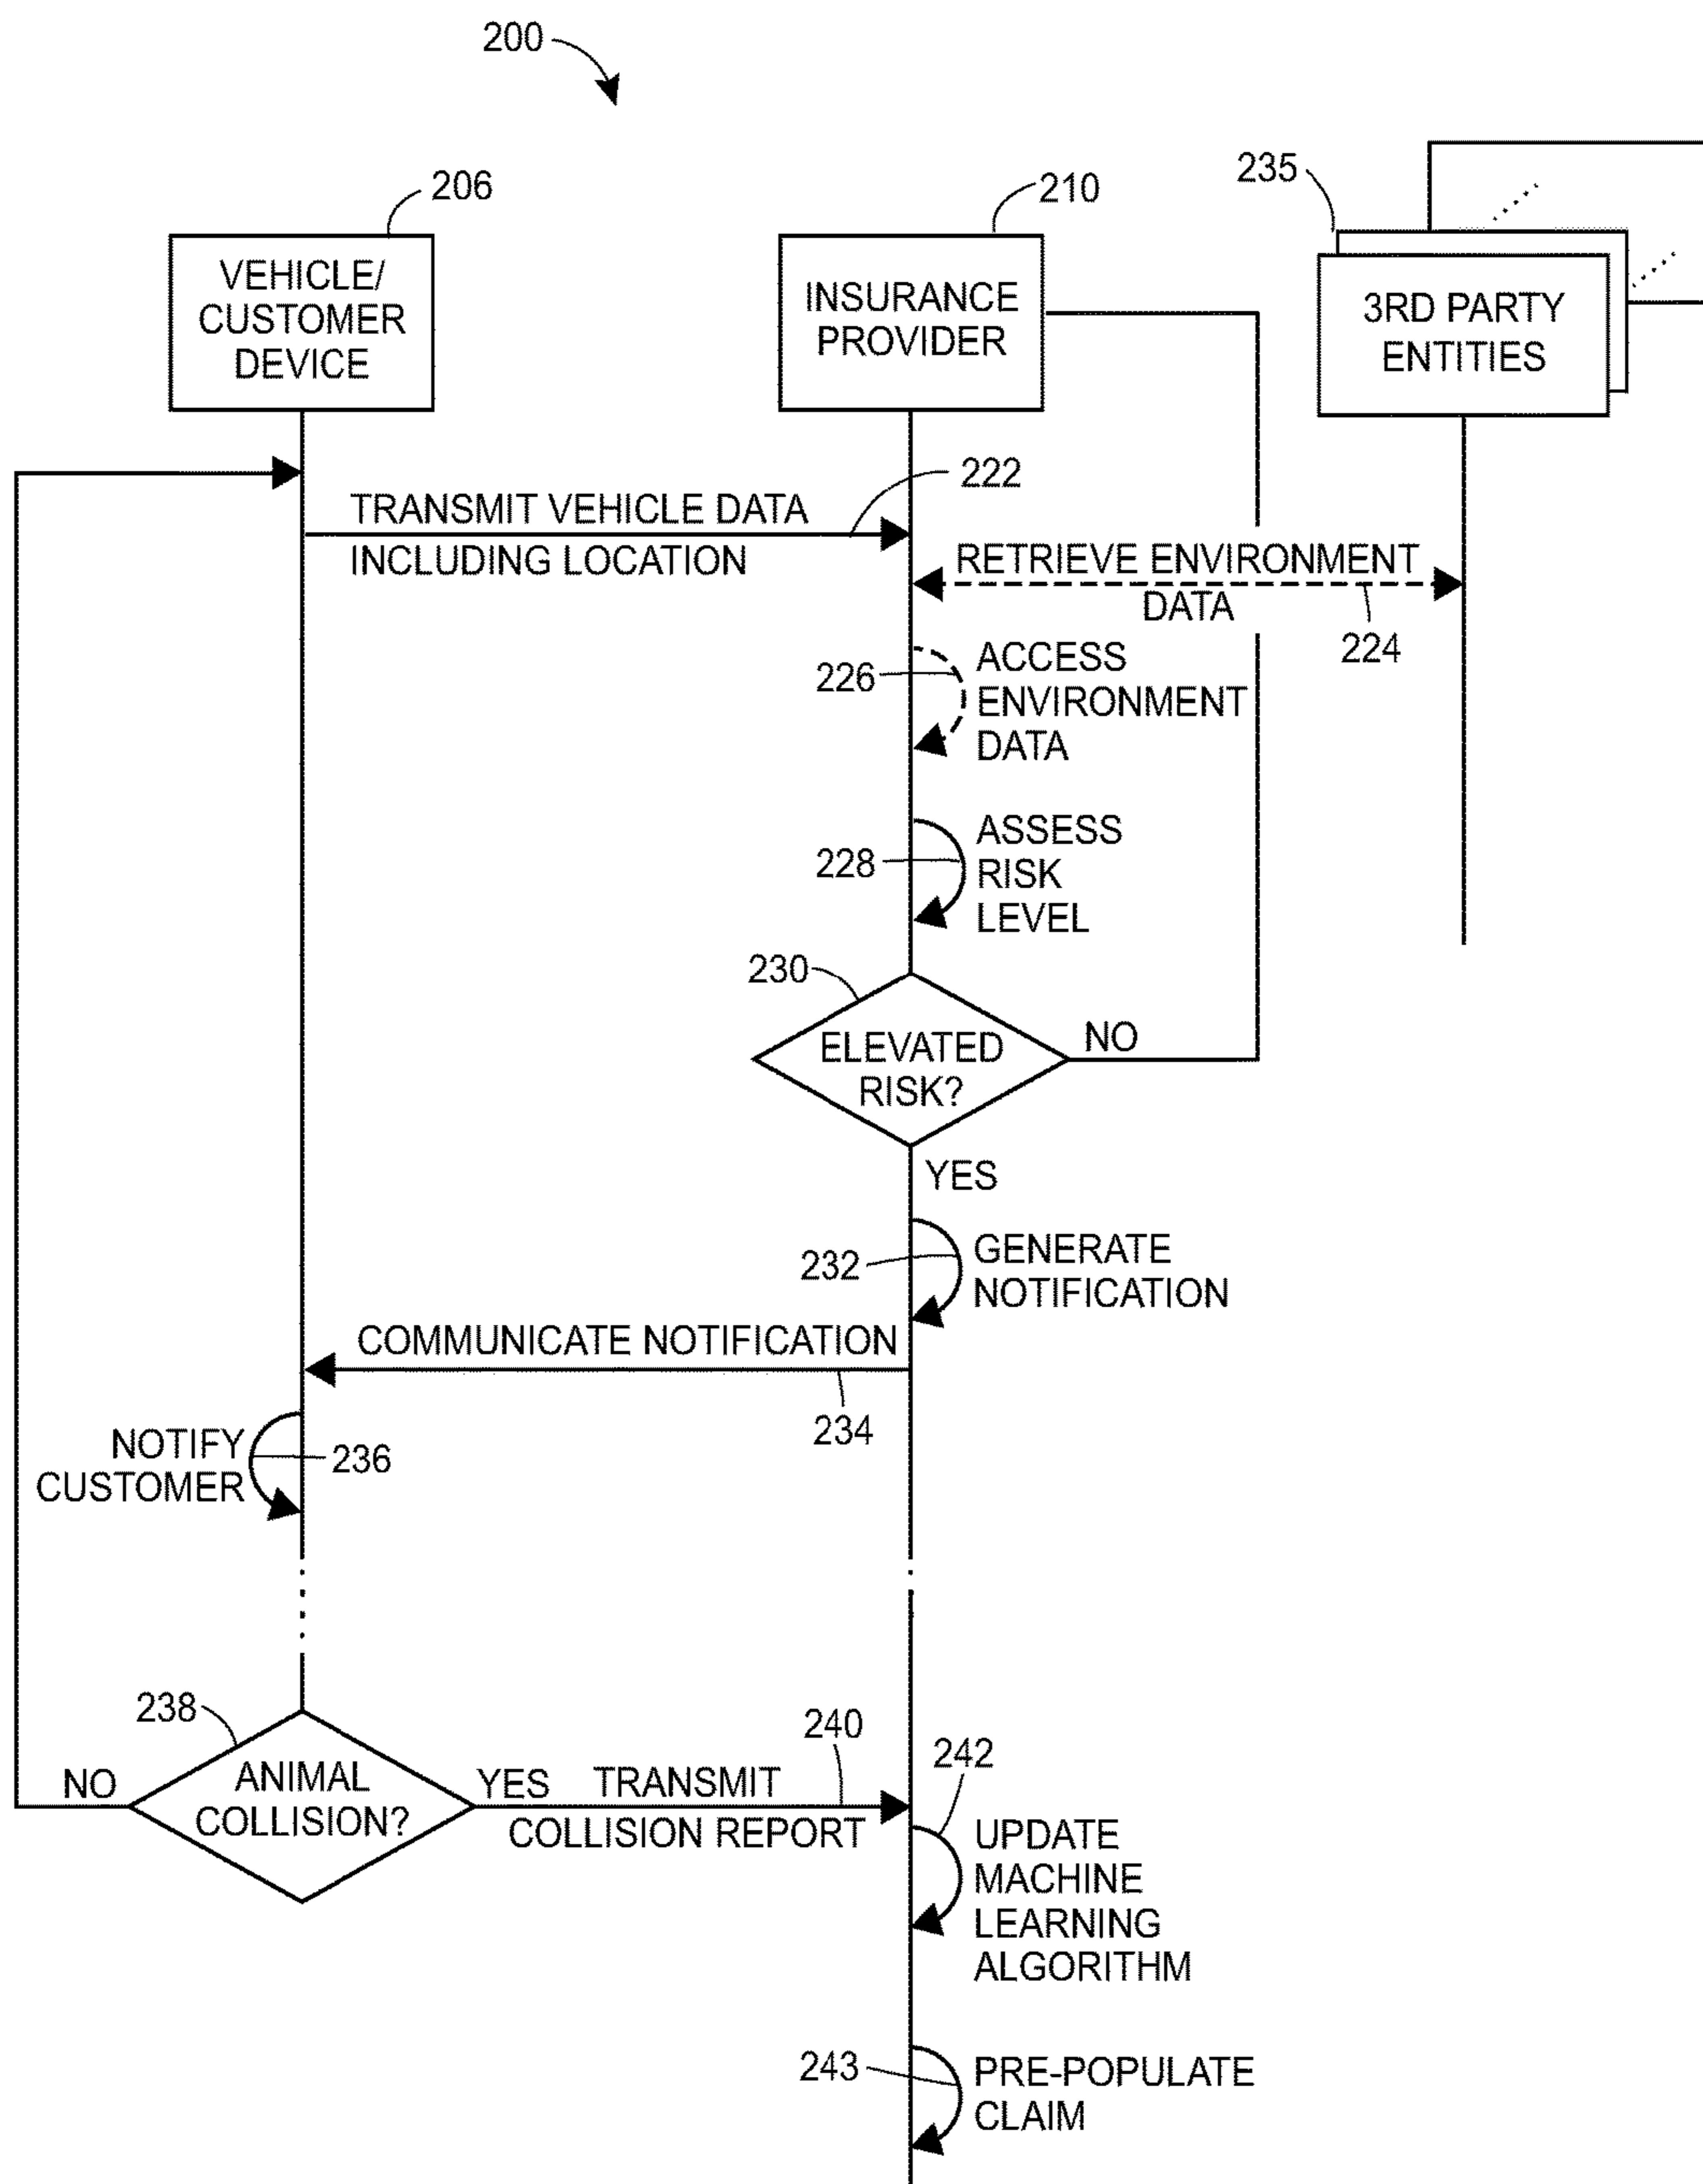 200
206
VEHICLE/
CUSTOMER
DEVICE
210
INSURANCE
PROVIDER
235
3RD PARTY
ENTITIES
TRANSMIT VEHICLE DATA
INCLUDING LOCATION
222
RETRIEVE ENVIRONMENT
DATA
224
226
ACCESS
ENVIRONMENT
DATA
228
ASSESS
RISK
LEVEL
230
ELEVATED
RISK?
NO
YES
232
GENERATE
NOTIFICATION
COMMUNICATE NOTIFICATION
234
NOTIFY
CUSTOMER
236
238
ANIMAL
COLLISION?
NO
YES
TRANSMIT
COLLISION REPORT
240
242
UPDATE
MACHINE
LEARNING
ALGORITHM
243
PRE-POPULATE
CLAIM